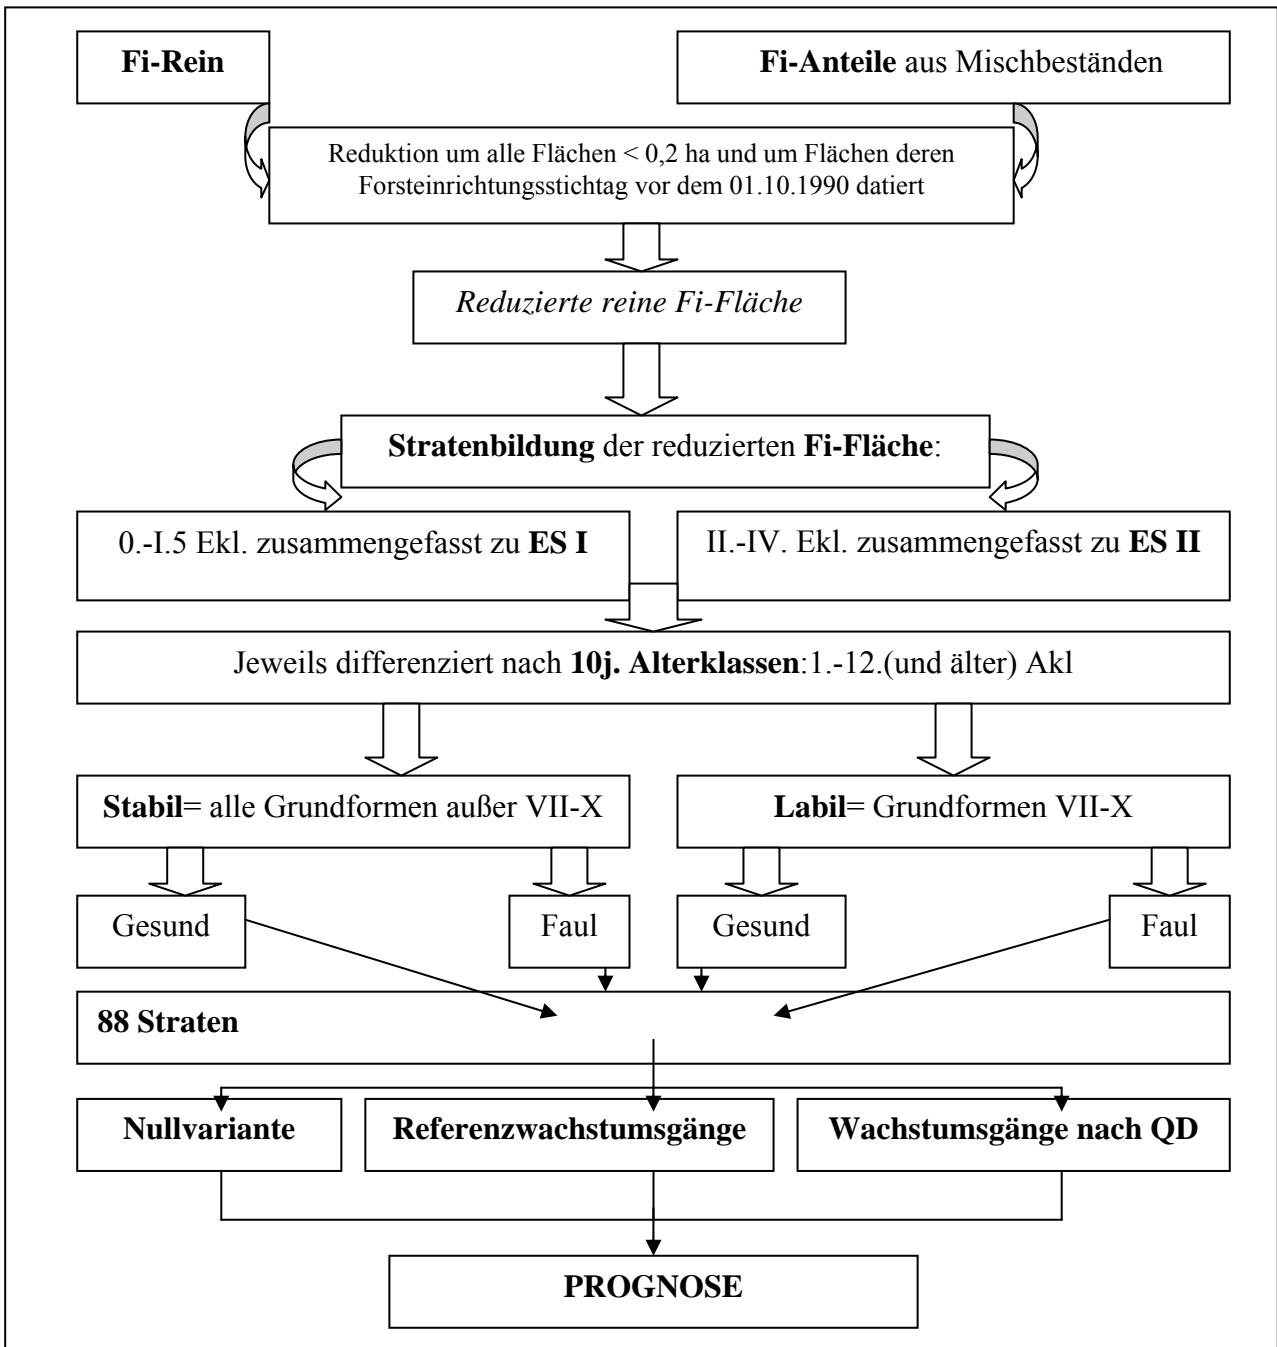 Fi-Rein
Fi-Anteile aus Mischbeständen
Reduktion um alle Flächen < 0,2 ha und um Flächen deren
Forsteinrichtungsstichtag vor dem 01.10.1990 datiert
Reduzierte reine Fi-Fläche
Stratenbildung der reduzierten Fi-Fläche:
0.-I.5 Ekl. zusammengefasst zu ES I
II.-IV. Ekl. zusammengefasst zu ES II
Jeweils differenziert nach 10j. Alterklassen:1.-12.(und älter) Akl
Stabil= alle Grundformen außer VII-X
Labil= Grundformen VII-X
Gesund
Faul
Gesund
Faul
88 Straten
Nullvariante
Referenzwachstumsgänge
Wachstumsgänge nach QD
PROGNOSE